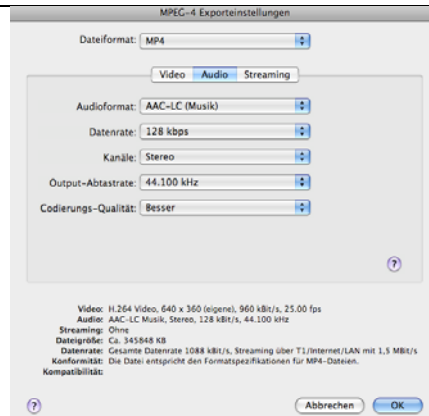 MPEG-4 Exporteinstellungen
Dateiformat: MP4
Video Audio Streaming
Audioformat: AAC-LC (Musik)
Datenrate: 128 kbps
Kanäle: Stereo
Output-Abtastrate: 44.100 kHz
Codierungs-Qualität: Besser
?
Video: H.264 Video, 640 x 360 (eigene), 960 kBit/s, 25.00 fps
Audio: AAC-LC Musik, Stereo, 128 kBit/s, 44.100 kHz
Streaming: Ohne
Dateigröße: Ca. 345848 KB
Datenrate: Gesamte Datenrate 1088 kBit/s, Streaming über T1/Internet/LAN mit 1,5 MBit/s
Konformität: Die Datei entspricht den Formatspezifikationen für MP4-Dateien.
Kompatibilität:
? Abbrechen OK